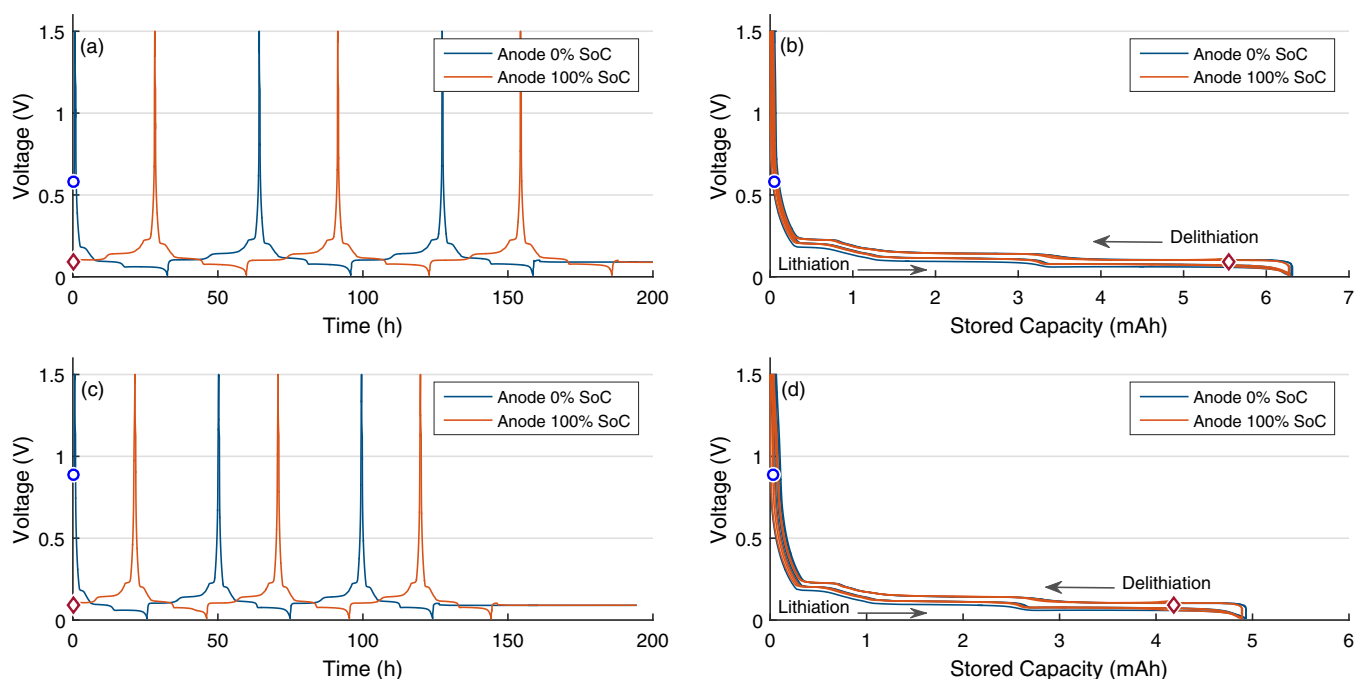 (a)
Anode 0% SoC
Anode 100% SoC
Voltage (V)
1.5
1
0.5
0
0
50
100
150
200
Time (h)
(b)
Anode 0% SoC
Anode 100% SoC
Voltage (V)
1.5
1
0.5
0
Delithiation
Lithiation
0
1
2
3
4
5
6
7
Stored Capacity (mAh)
(c)
Anode 0% SoC
Anode 100% SoC
Voltage (V)
1.5
1
0.5
0
0
50
100
150
200
Time (h)
(d)
Anode 0% SoC
Anode 100% SoC
Voltage (V)
1.5
1
0.5
0
Delithiation
Lithiation
0
1
2
3
4
5
6
Stored Capacity (mAh)